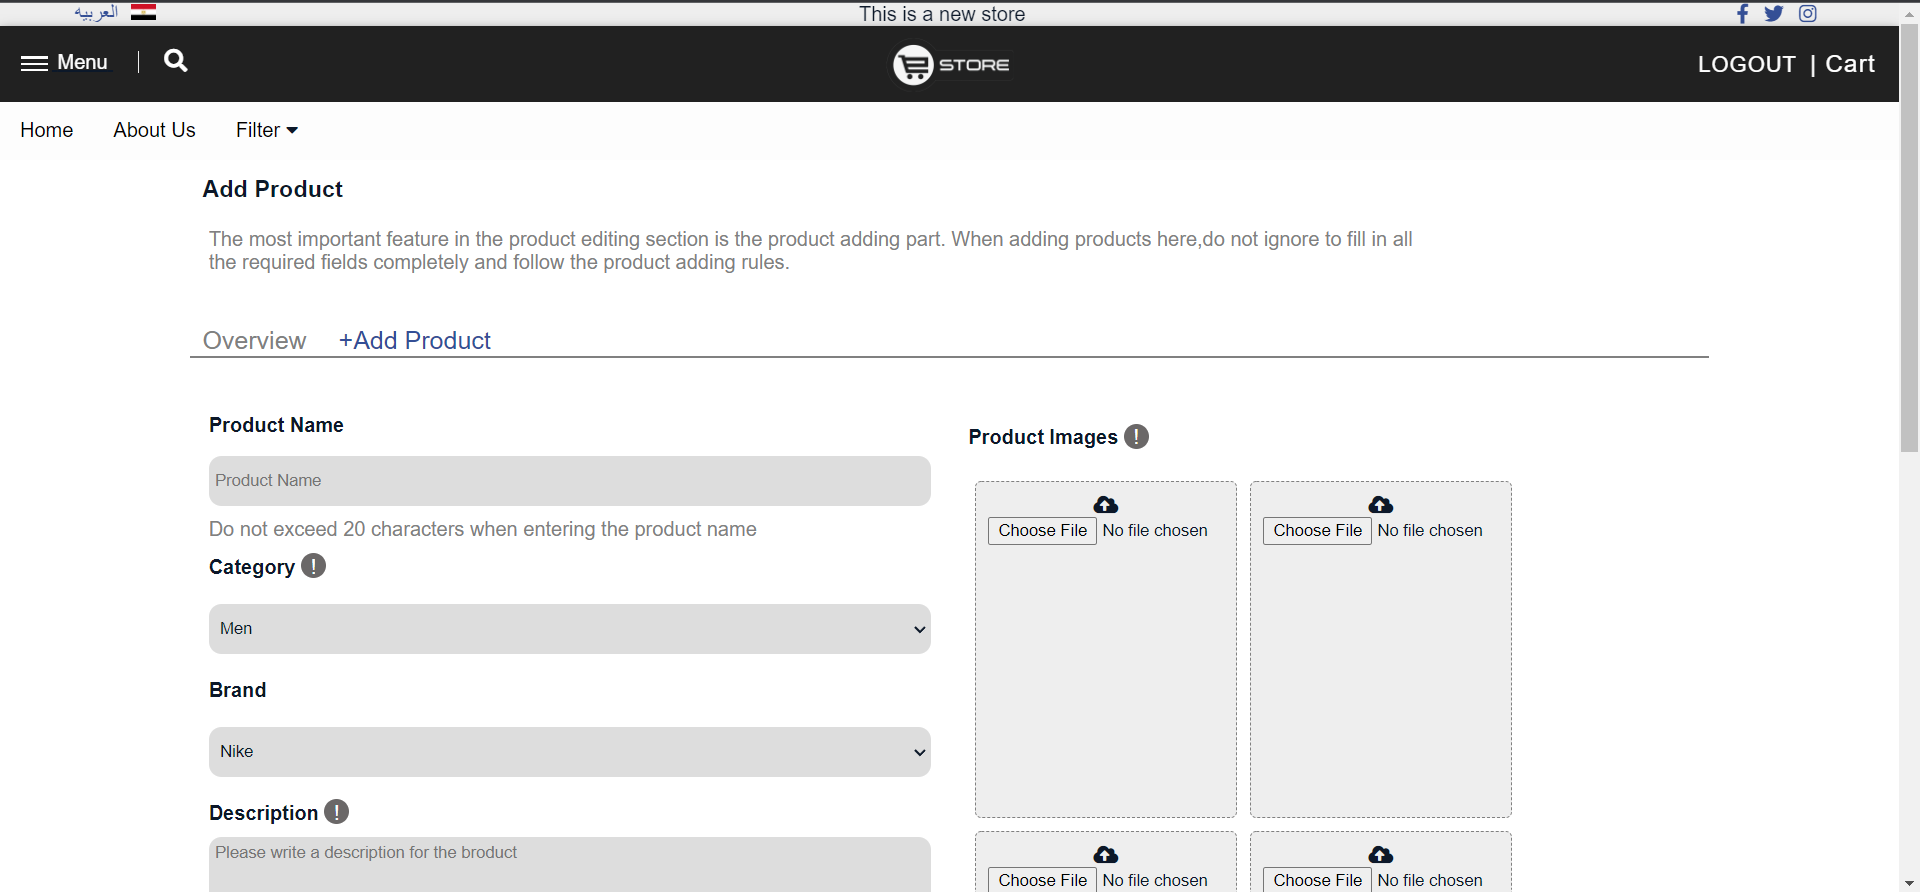 العربيه
This is a new store
Menu
STORE
LOGOUT | Cart
Home
About Us
Filter
Add Product
The most important feature in the product editing section is the product adding part. When adding products here,do not ignore to fill in all
the required fields completely and follow the product adding rules.
Overview
+Add Product
Product Name
Product Name
Do not exceed 20 characters when entering the product name
Category !
Men
Brand
Nike
Description !
Please write a description for the broduct
Product Images !
Choose File No file chosen
Choose File No file chosen
Choose File No file chosen
Choose File No file chosen